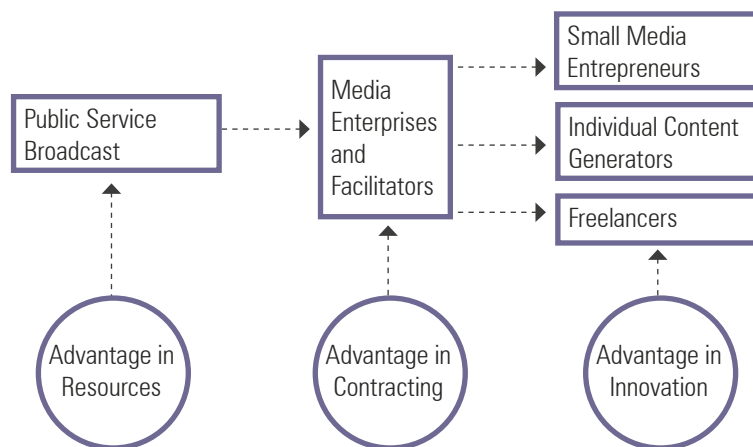 Public Service
Broadcast
Media
Enterprises
and
Facilitators
Small Media
Entrepreneurs
Individual Content
Generators
Freelancers
Advantage in
Resources
Advantage in
Contracting
Advantage in
Innovation